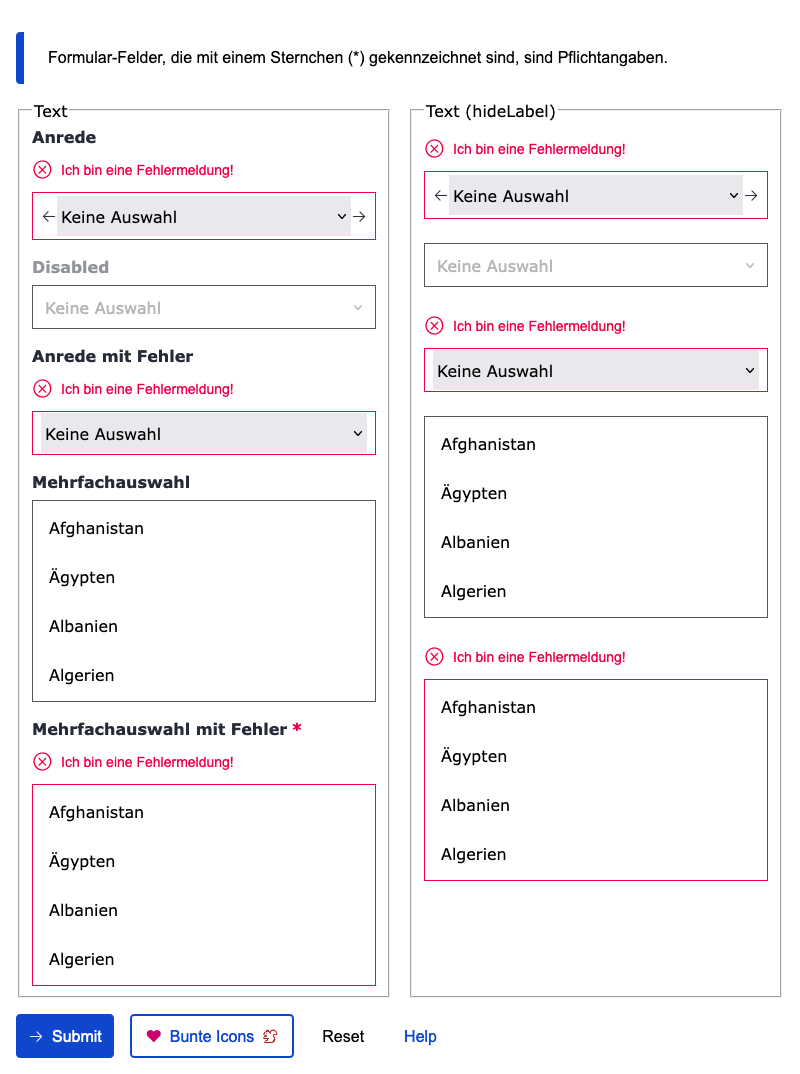 Formular-Felder, die mit einem Sternchen (*) gekennzeichnet sind, sind Pflichtangaben.
Text
Anrede
Ich bin eine Fehlermeldung!
Keine Auswahl
Disabled
Keine Auswahl
Anrede mit Fehler
Ich bin eine Fehlermeldung!
Keine Auswahl
Mehrfachauswahl
Afghanistan
Ägypten
Albanien
Algerien
Mehrfachauswahl mit Fehler *
Ich bin eine Fehlermeldung!
Afghanistan
Ägypten
Albanien
Algerien
Text (hideLabel)
Ich bin eine Fehlermeldung!
Keine Auswahl
Keine Auswahl
Ich bin eine Fehlermeldung!
Keine Auswahl
Afghanistan
Ägypten
Albanien
Algerien
Ich bin eine Fehlermeldung!
Afghanistan
Ägypten
Albanien
Algerien
Submit
Bunte Icons
Reset
Help